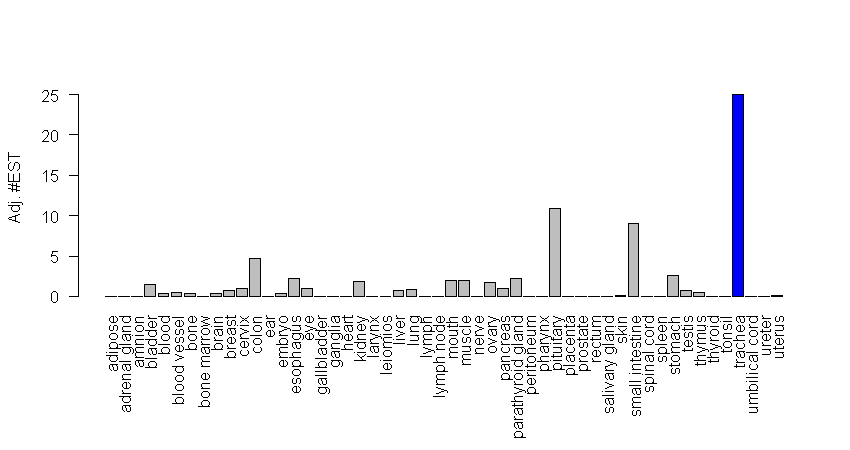 Adj. #EST
25
20
15
10
5
0
adipose
adrenal gland
amnion
bladder
blood
blood vessel
bone
bone marrow
brain
breast
cervix
colon
ear
embryo
esophagus
eye
gallbladder
ganglia
heart
kidney
larynx
leiomios
liver
lung
lymph
lymph node
mouth
muscle
nerve
ovary
pancreas
parathyroid gland
peritoneum
pharynx
pituitary
placenta
prostate
rectum
salivary gland
skin
small intestine
spinal cord
spleen
stomach
testis
thymus
thyroid
tonsil
trachea
umbilical cord
ureter
uterus